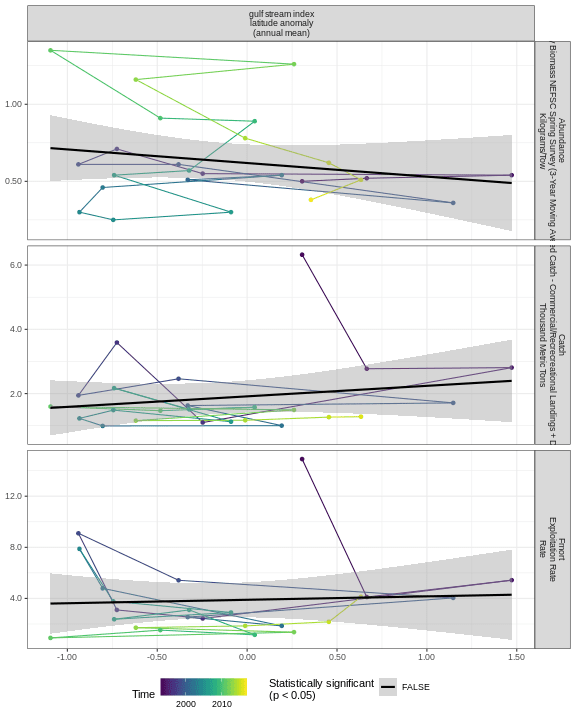 gulf stream index
latitude anomaly
(annual mean)
1.00
0.50
Abundance
Biomass NEFSC Spring Survey (3-Year Moving
Kilograms/Tow
6.0
4.0
2.0
Catch
Catch - Commercial/Recreational Landings + D
Thousand Metric Tons
12.0
8.0
4.0
Fmort
Exploitation Rate
Rate
-1.00
-0.50
0.00
0.50
1.00
1.50
Time
2000
2010
Statistically significant
(p < 0.05)
FALSE